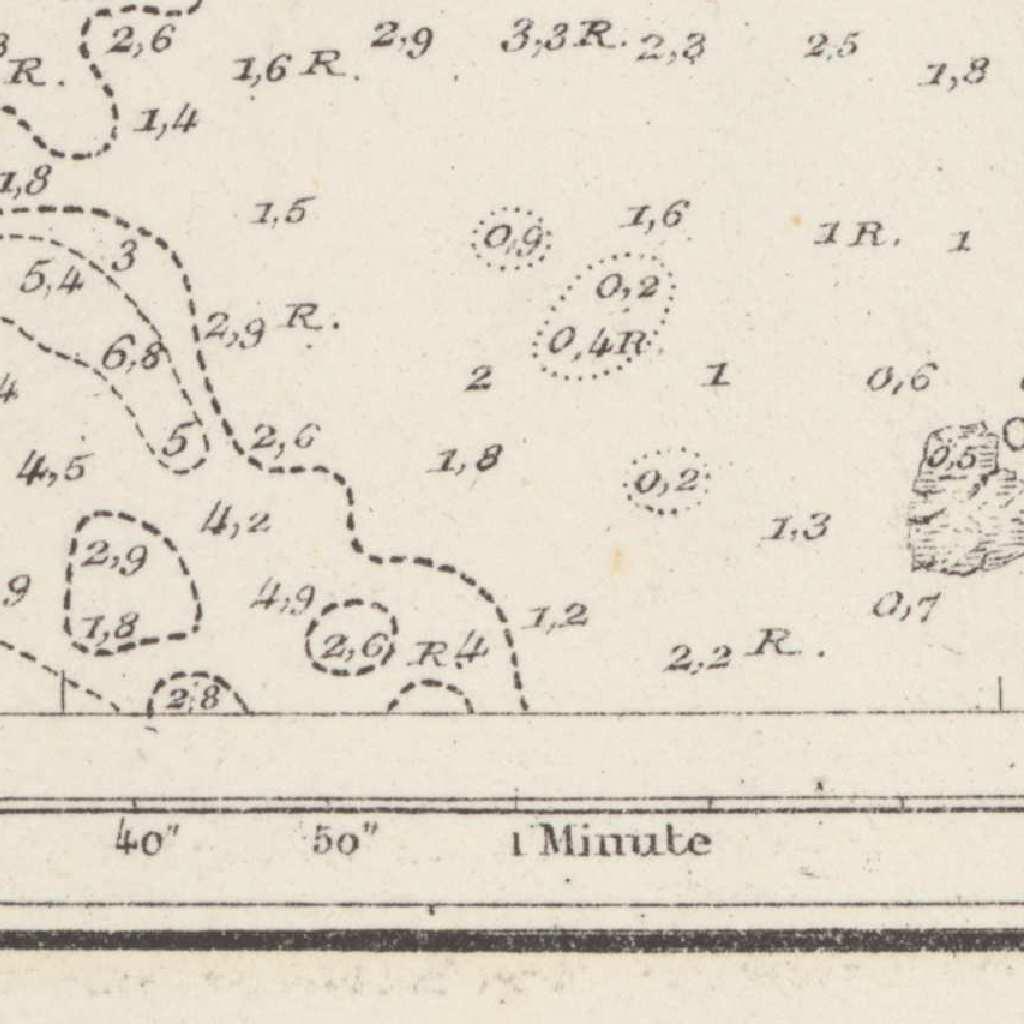 2,6 2,9 3,3 R. 2,3 2,5
R. 1,6 R. 1,8
1,4
1,8
1,5 0,9 1,6 1 R. 1
3
5,4 0,2
2,9 R.
0,4 R
6,8
4 2 1 0,6
5 2,6
4,5 1,8 0,2 0,5
4,2 1,3
2,9
9 4,9 1,2 0,7
1,8
2,6 R. 4 2,2 R.
2,8
40" 50" 1 Minute